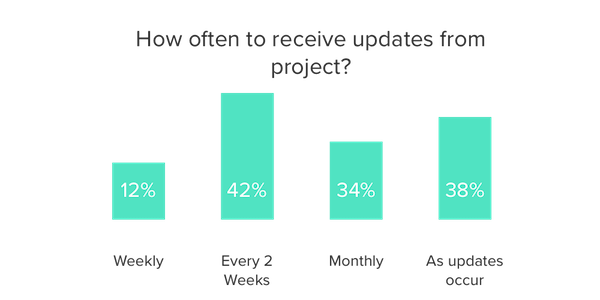 How often to receive updates from
project?
12%
42%
34%
38%
Weekly
Every 2
Weeks
Monthly
As updates
occur